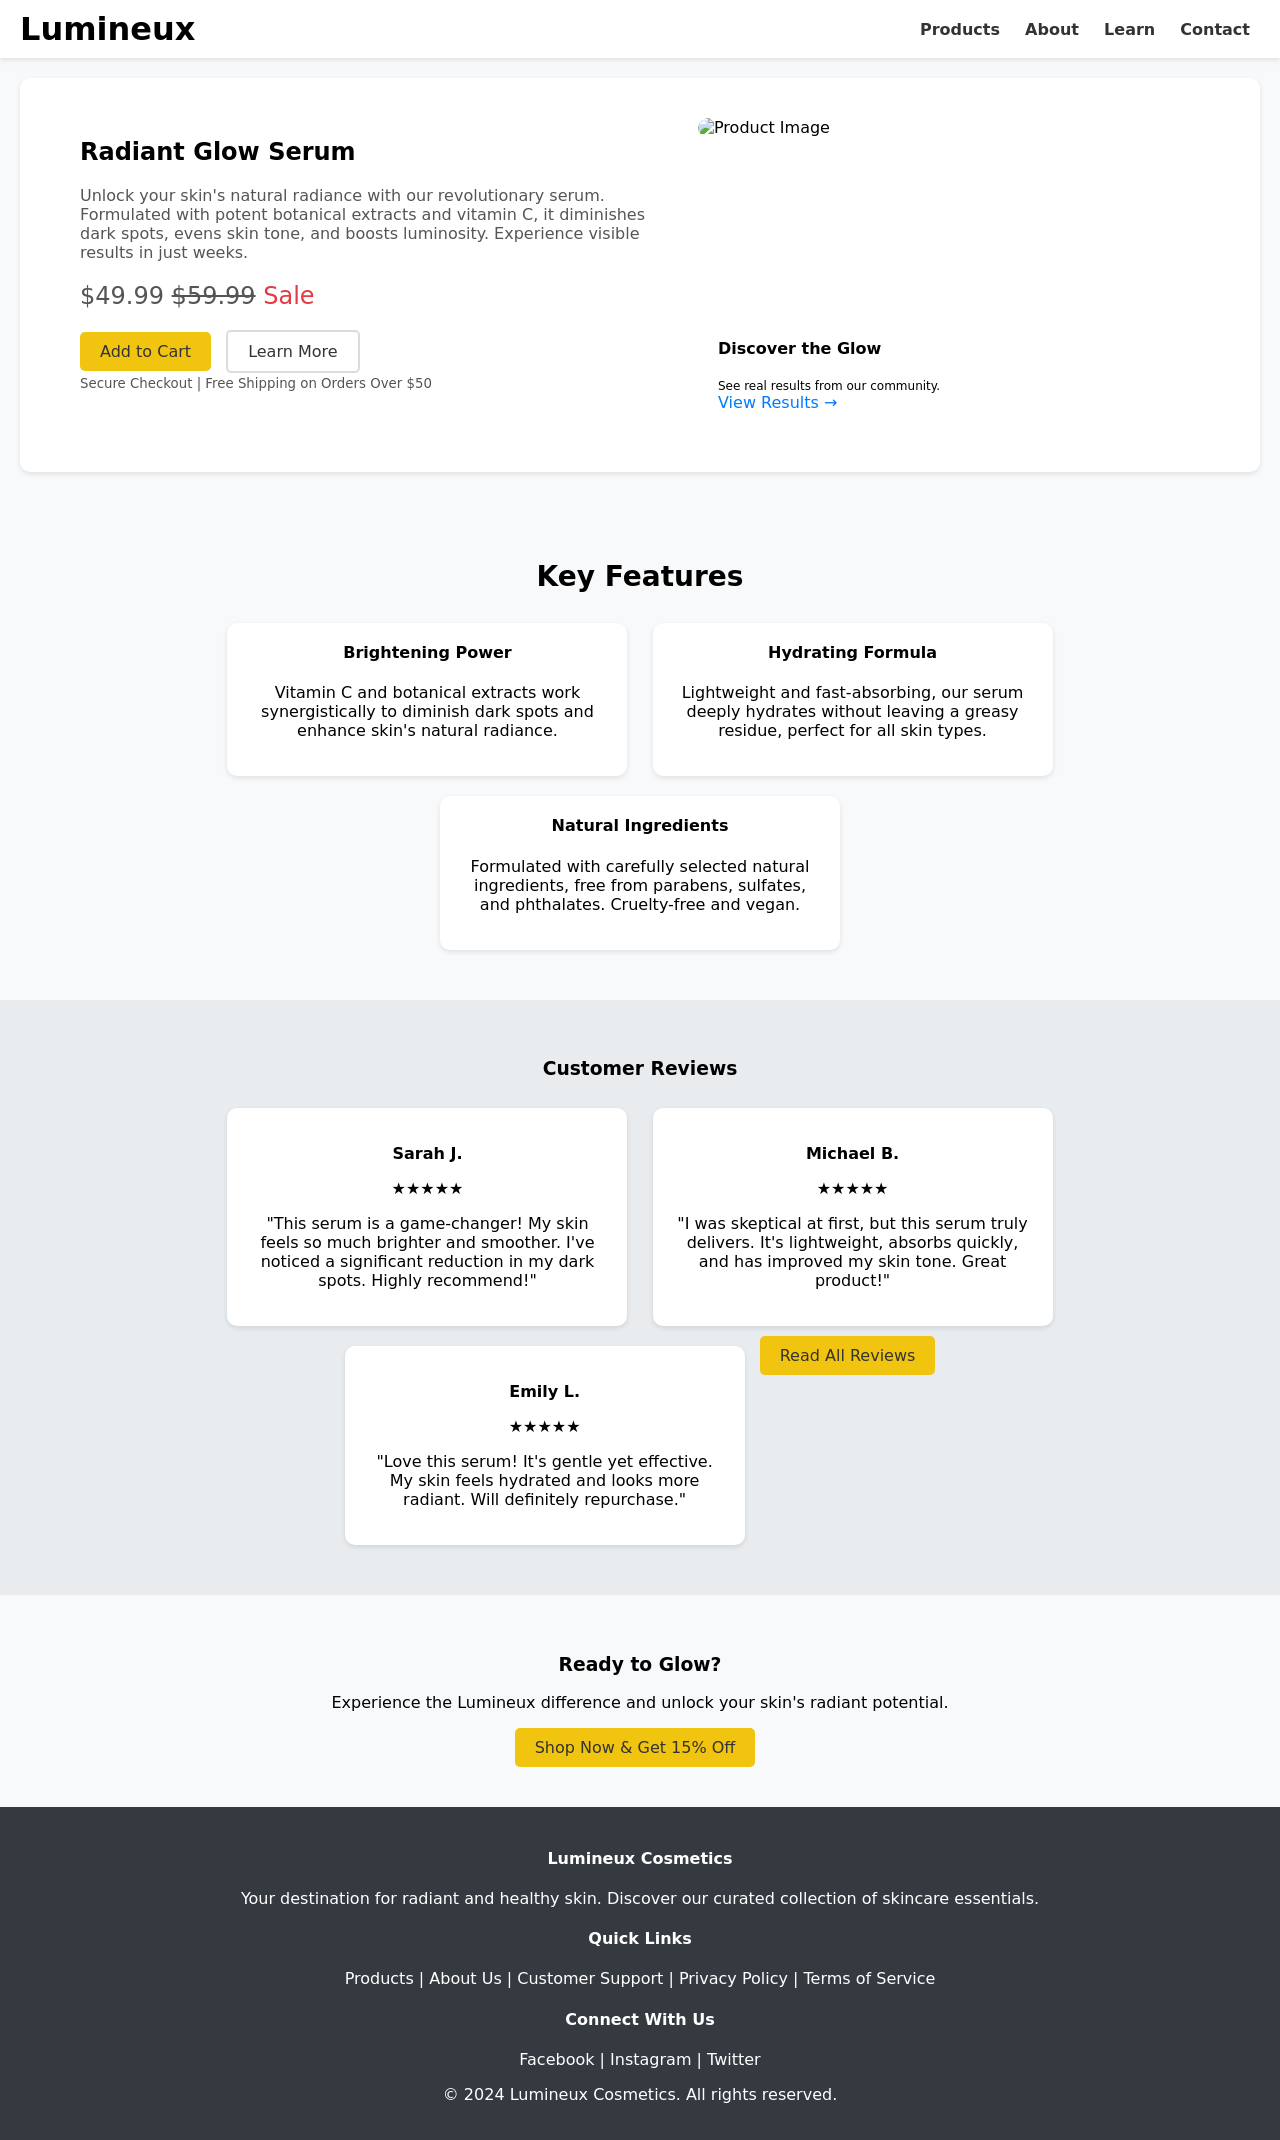 Lumineux
Products About Learn Contact
Radiant Glow Serum
Unlock your skin's natural radiance with our revolutionary serum.
Formulated with potent botanical extracts and vitamin C, it diminishes
dark spots, evens skin tone, and boosts luminosity. Experience visible
results in just weeks.
$49.99 $59.99 Sale
Add to Cart
Learn More
Secure Checkout | Free Shipping on Orders Over $50
Product Image
Discover the Glow
See real results from our community.
View Results →
Key Features
Brightening Power
Vitamin C and botanical extracts work
synergistically to diminish dark spots and
enhance skin's natural radiance.
Hydrating Formula
Lightweight and fast-absorbing, our serum
deeply hydrates without leaving a greasy
residue, perfect for all skin types.
Natural Ingredients
Formulated with carefully selected natural
ingredients, free from parabens, sulfates,
and phthalates. Cruelty-free and vegan.
Customer Reviews
Sarah J.
★★★★★
"This serum is a game-changer! My skin
feels so much brighter and smoother. I've
noticed a significant reduction in my dark
spots. Highly recommend!"
Michael B.
★★★★★
"I was skeptical at first, but this serum truly
delivers. It's lightweight, absorbs quickly,
and has improved my skin tone. Great
product!"
Emily L.
★★★★★
"Love this serum! It's gentle yet effective.
My skin feels hydrated and looks more
radiant. Will definitely repurchase."
Read All Reviews
Ready to Glow?
Experience the Lumineux difference and unlock your skin's radiant potential.
Shop Now & Get 15% Off
Lumineux Cosmetics
Your destination for radiant and healthy skin. Discover our curated collection of skincare essentials.
Quick Links
Products | About Us | Customer Support | Privacy Policy | Terms of Service
Connect With Us
Facebook | Instagram | Twitter
© 2024 Lumineux Cosmetics. All rights reserved.